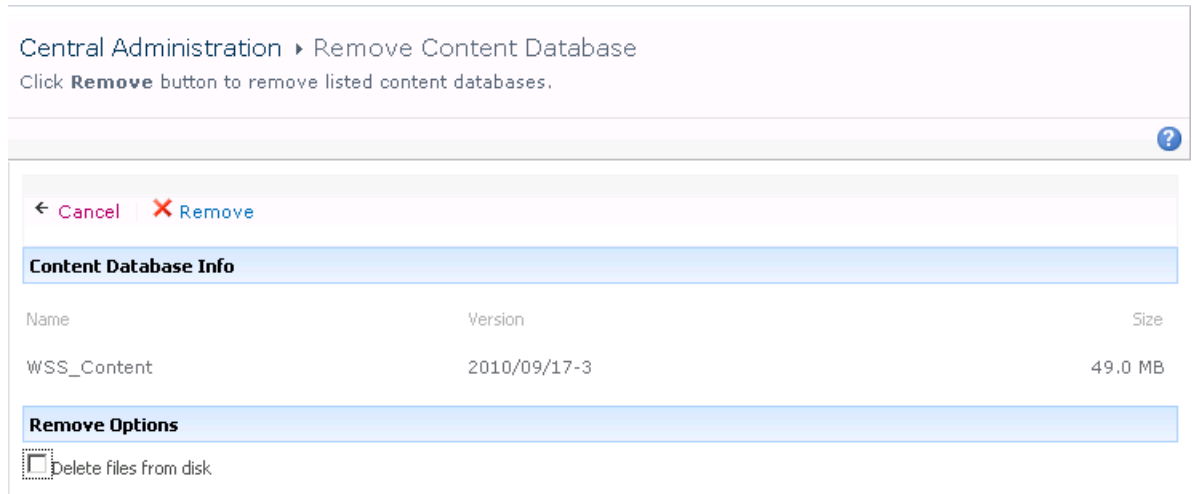 Central Administration ▸ Remove Content Database
Click Remove button to remove listed content databases.
?
Cancel Remove
Content Database Info
Name Version Size
WSS_Content 2010/09/17-3 49.0 MB
Remove Options
Delete files from disk